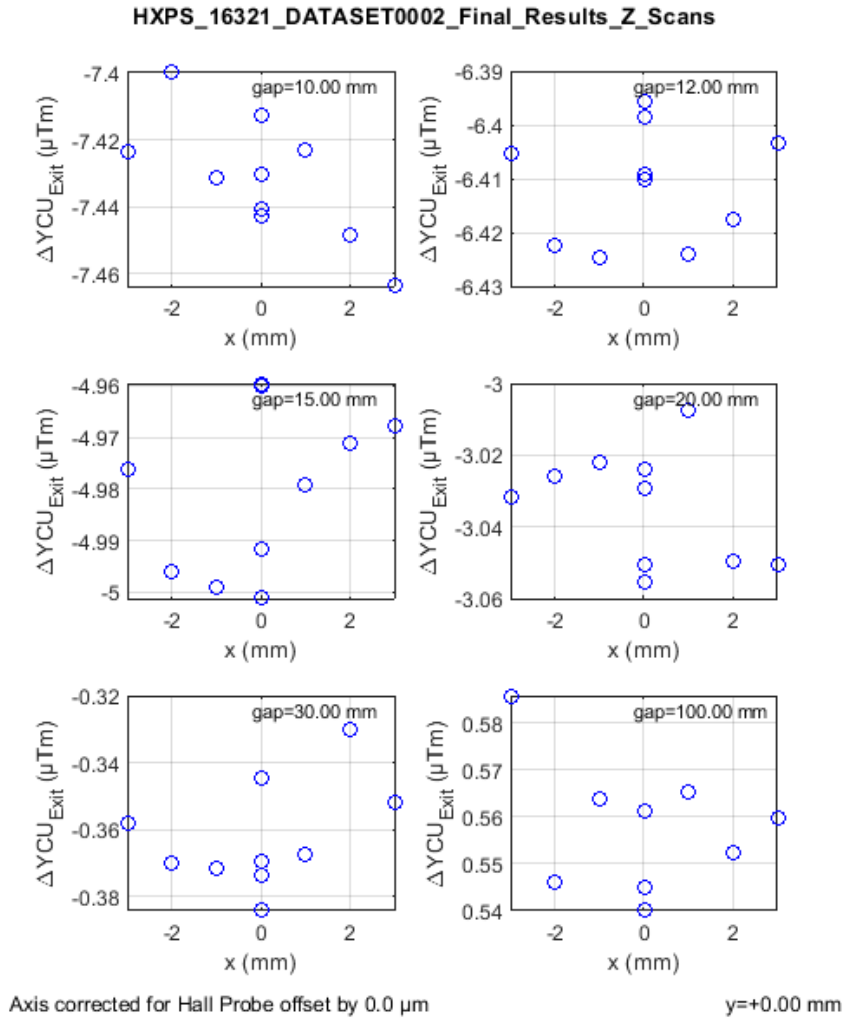 HXPS_16321_DATASET0002_Final_Results_Z_Scans
gap=10.00 mm
-7.4
-7.42
-7.44
-7.46
ΔYCU_Exit (µTm)
-2 0 2
x (mm)
gap=12.00 mm
-6.39
-6.4
-6.41
-6.42
-6.43
ΔYCU_Exit (µTm)
-2 0 2
x (mm)
gap=15.00 mm
-4.96
-4.97
-4.98
-4.99
-5
ΔYCU_Exit (µTm)
-2 0 2
x (mm)
gap=20.00 mm
-3
-3.02
-3.04
-3.06
ΔYCU_Exit (µTm)
-2 0 2
x (mm)
gap=30.00 mm
-0.32
-0.34
-0.36
-0.38
ΔYCU_Exit (µTm)
-2 0 2
x (mm)
gap=100.00 mm
0.58
0.57
0.56
0.55
0.54
ΔYCU_Exit (µTm)
-2 0 2
x (mm)
Axis corrected for Hall Probe offset by 0.0 µm
y=+0.00 mm